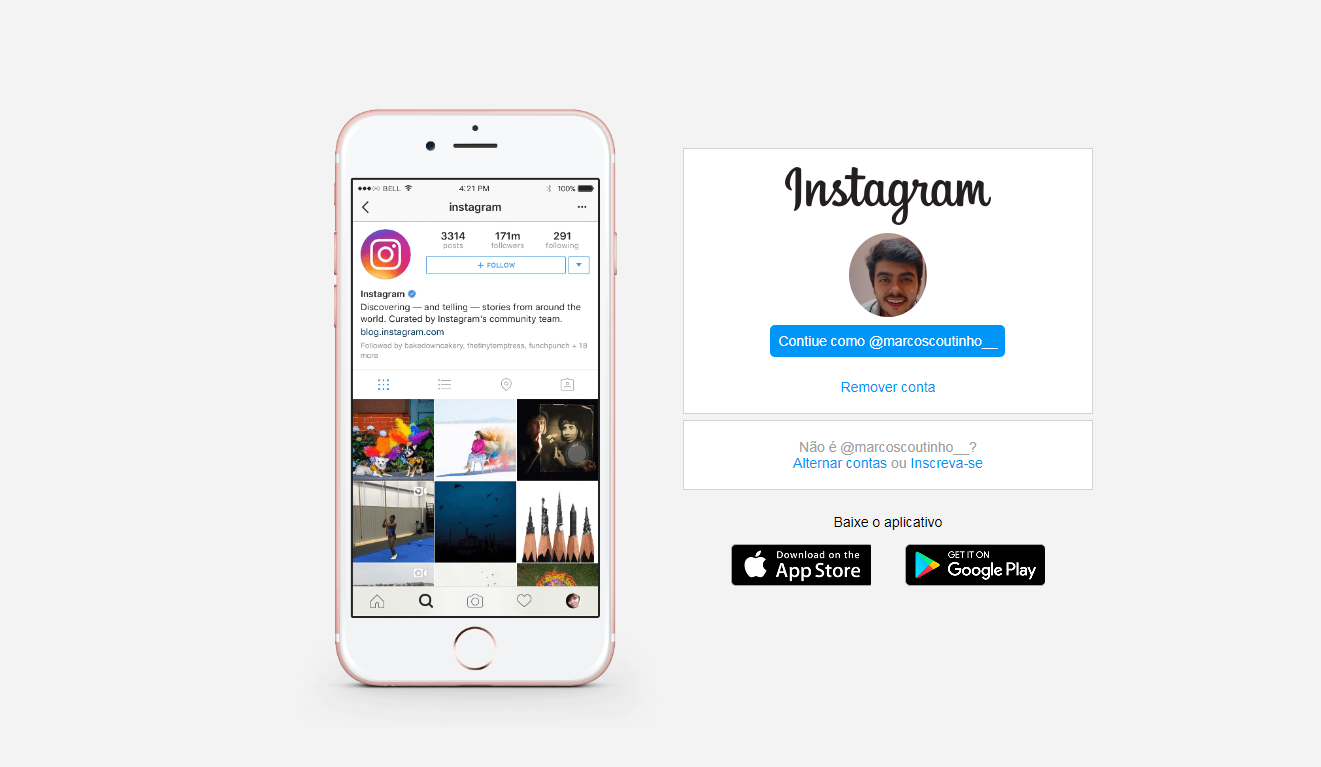 BELL 4:21 PM 100%
instagram
3314 171m 291
posts followers following
+ FOLLOW
Instagram
Discovering — and telling — stories from around the
world. Curated by Instagram's community team.
blog.instagram.com
Followed by bakedowncakery, thetinytemptress, funchpunch + 18
more
Instagram
Contiue como @marcoscoutinho__
Remover conta
Não é @marcoscoutinho__?
Alternar contas ou Inscreva-se
Baixe o aplicativo
Download on the
App Store
GET IT ON
Google Play